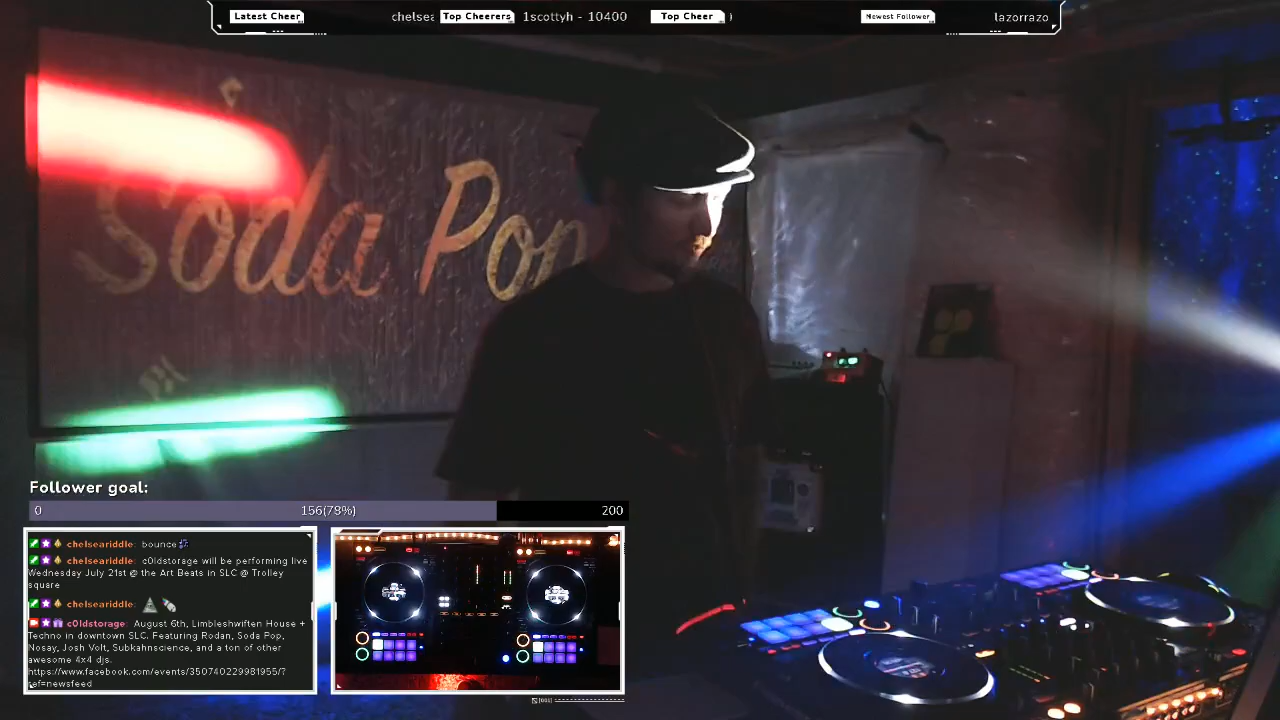 Latest Cheer
chelsea
Top Cheerers
1scottyh - 10400
Top Cheer
Newest Follower
lazorrazo
Soda Pop
Follower goal:
0
156(78%)
200
chelseariddle: bounce
chelseariddle: c0ldstorage will be performing live
Wednesday July 21st @ the Art Beats in SLC @ Trolley
square
chelseariddle:
c0ldstorage: August 6th, Limbleshwiften House +
Techno in downtown SLC. Featuring Rodan, Soda Pop,
Nosay, Josh Volt, Subkahnscience, and a ton of other
awesome 4x4 djs.
https://www.facebook.com/events/350740229981955/?
ref=newsfeed